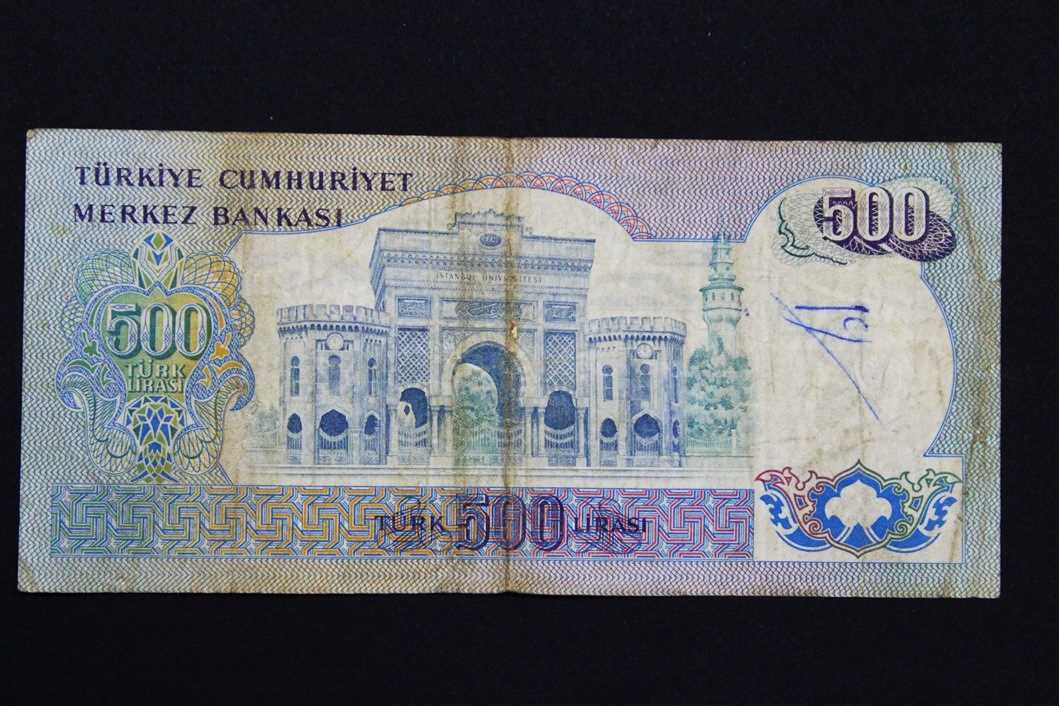 TÜRKİYE CUMHURİYET
MERKEZ BANKASI
500
İSTANBUL ÜNİVERSİTESİ
500
TÜRK
LİRASI
TÜRK 500 LİRASI